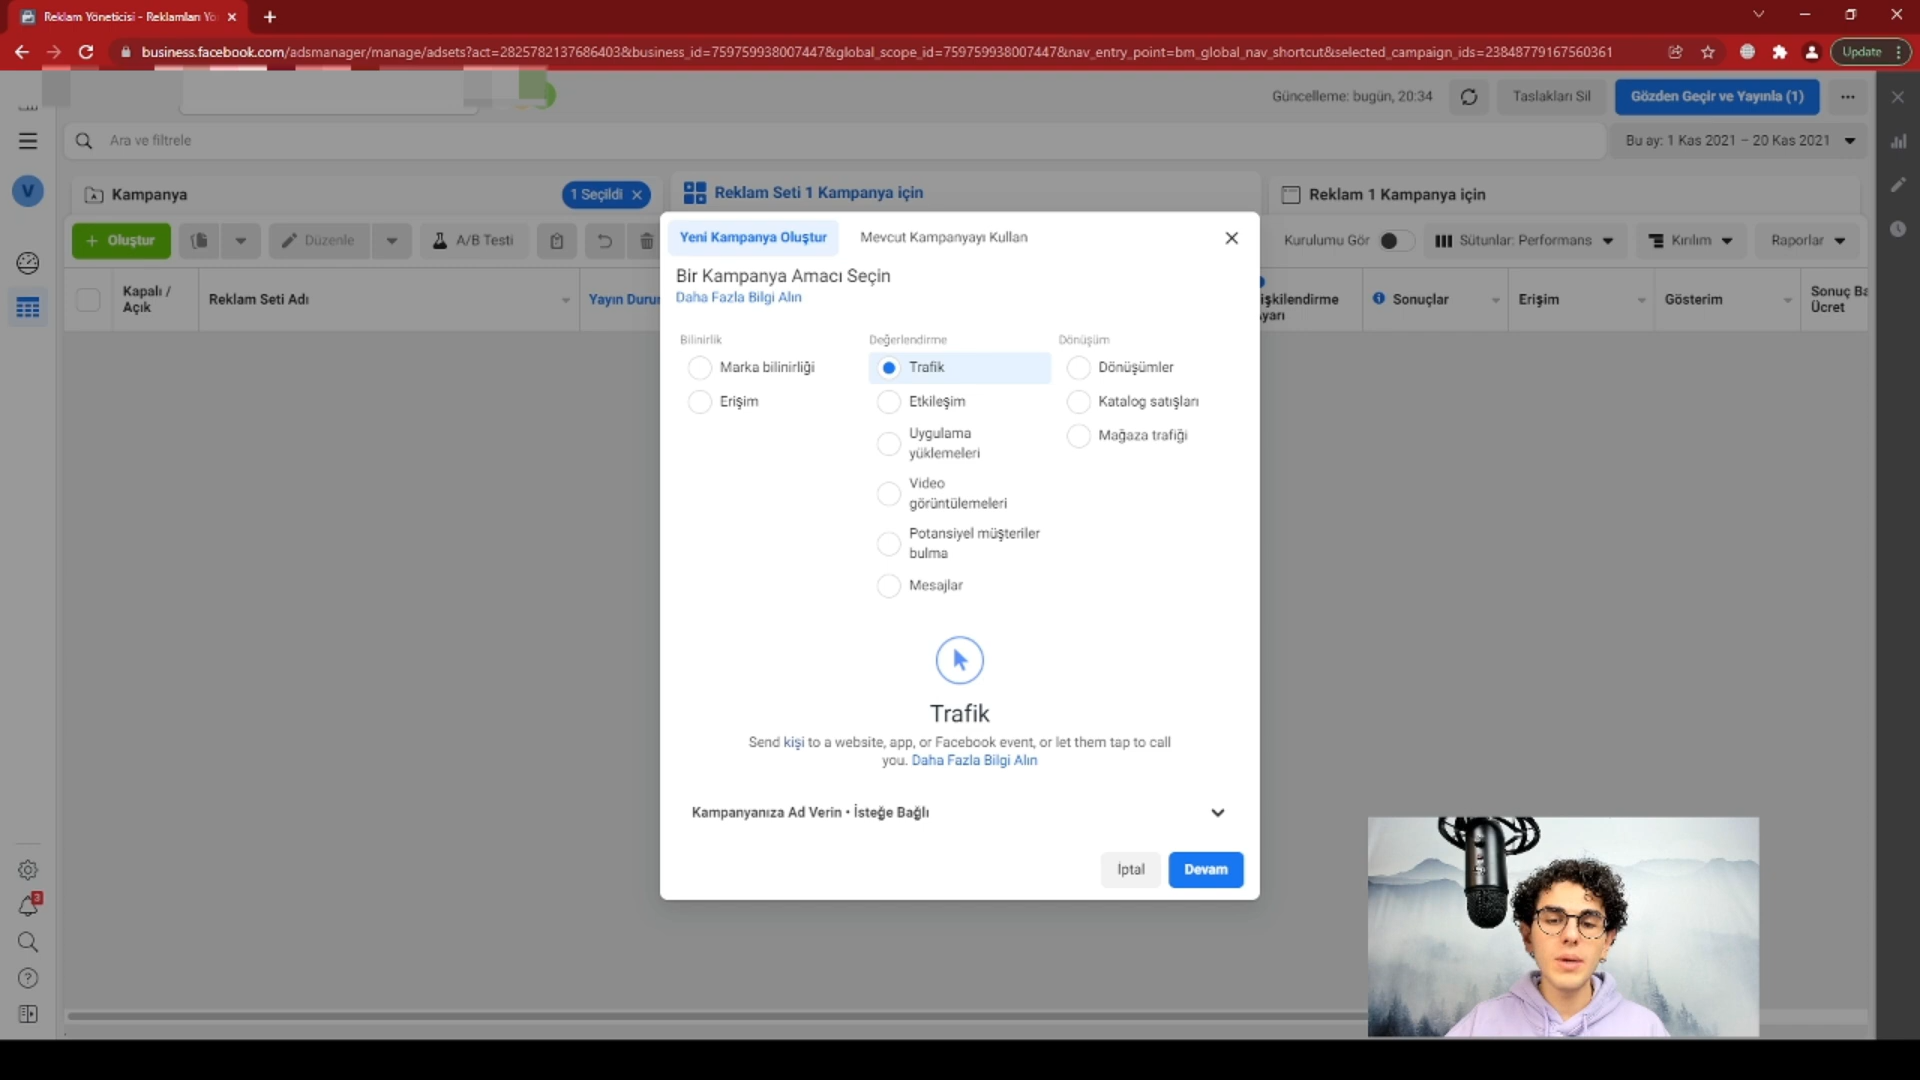 Reklam Yöneticisi - Reklamları Yö
business.facebook.com/adsmanager/manage/adsets?act=2825782137686403&business_id=759759938007447&global_scope_id=759759938007447&nav_entry_point=bm_global_nav_shortcut&selected_campaign_ids=23848779167560361
Update
Güncelleme: bugün, 20:34
Taslakları Sil
Gözden Geçir ve Yayınla (1)
Ara ve filtrele
Bu ay: 1 Kas 2021 – 20 Kas 2021
V
Kampanya
1 Seçildi
Reklam Seti 1 Kampanya için
Reklam 1 Kampanya için
+ Oluştur
Düzenle
A/B Testi
Kurulumu Gör
Sütunlar: Performans
Kırılım
Raporlar
Kapalı / Açık
Reklam Seti Adı
Yayın Durur
işkilendirme
yarı
Sonuçlar
Erişim
Gösterim
Sonuç Ba
Ücret
Yeni Kampanya Oluştur
Mevcut Kampanyayı Kullan
Bir Kampanya Amacı Seçin
Daha Fazla Bilgi Alın
Bilinirlik
Marka bilinirliği
Erişim
Değerlendirme
Trafik
Etkileşim
Uygulama
yüklemeleri
Video
görüntülemeleri
Potansiyel müşteriler
bulma
Mesajlar
Dönüşüm
Dönüşümler
Katalog satışları
Mağaza trafiği
Trafik
Send kişi to a website, app, or Facebook event, or let them tap to call
you. Daha Fazla Bilgi Alın
Kampanyanıza Ad Verin • İsteğe Bağlı
İptal
Devam
3